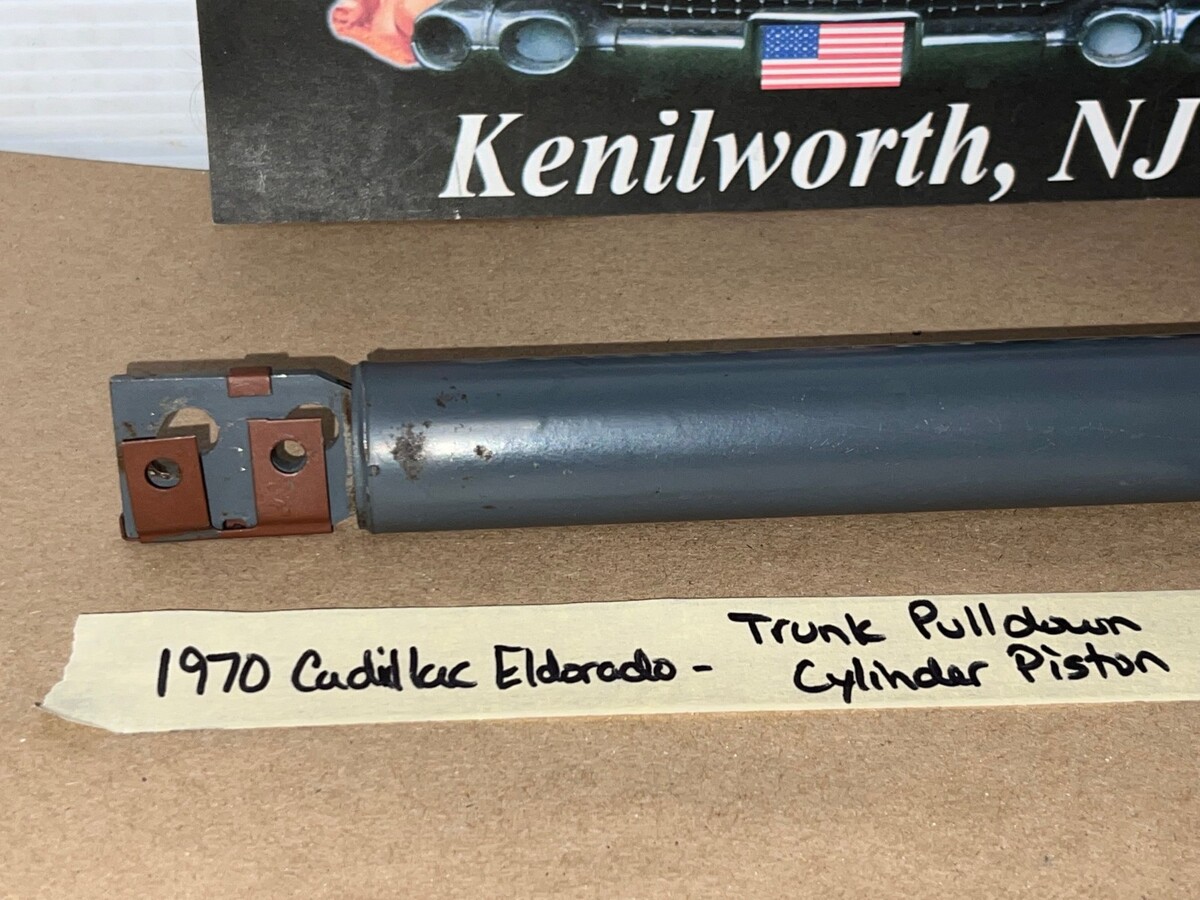 Kenilworth, NJ
Trunk Pulldown
1970 Cadillac Eldorado - Cylinder Piston